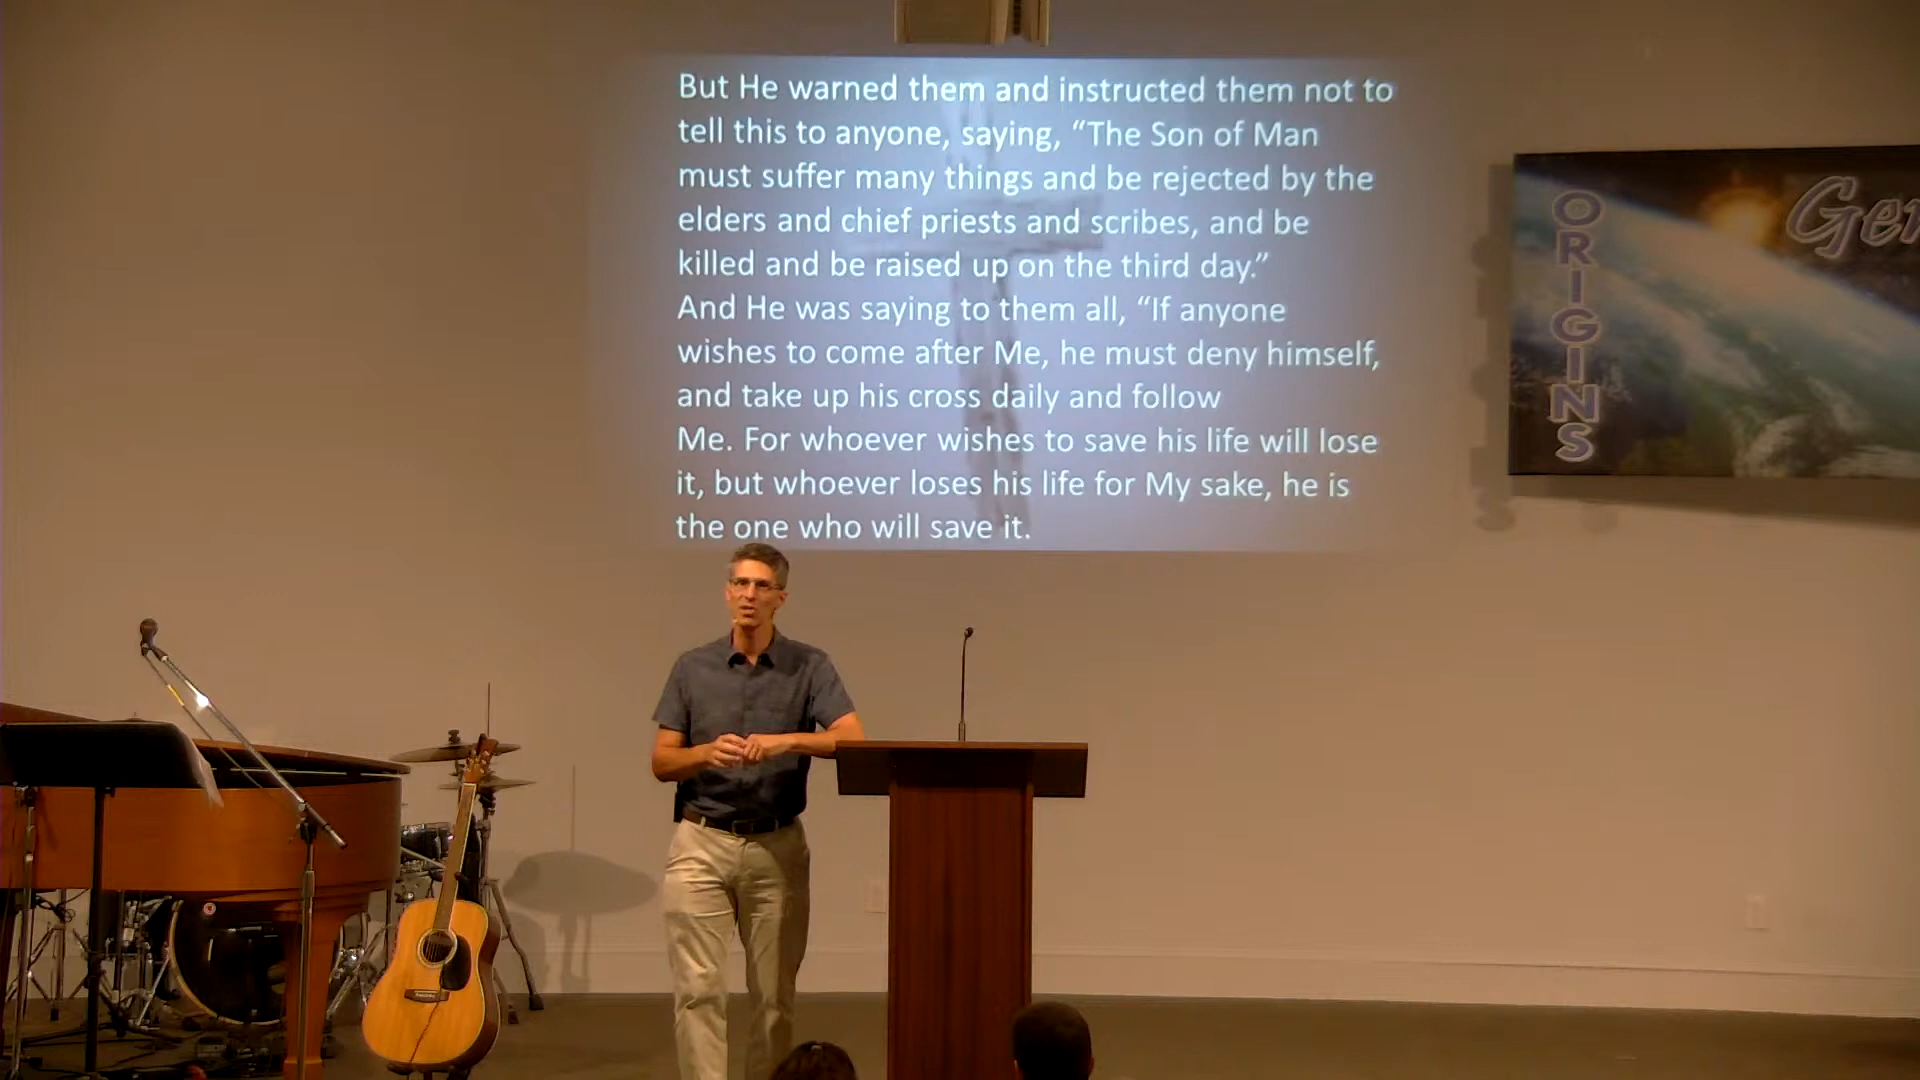 But He warned them and instructed them not to
tell this to anyone, saying, “The Son of Man
must suffer many things and be rejected by the
elders and chief priests and scribes, and be
killed and be raised up on the third day.”
And He was saying to them all, “If anyone
wishes to come after Me, he must deny himself,
and take up his cross daily and follow
Me. For whoever wishes to save his life will lose
it, but whoever loses his life for My sake, he is
the one who will save it.
ORIGINS
Gen